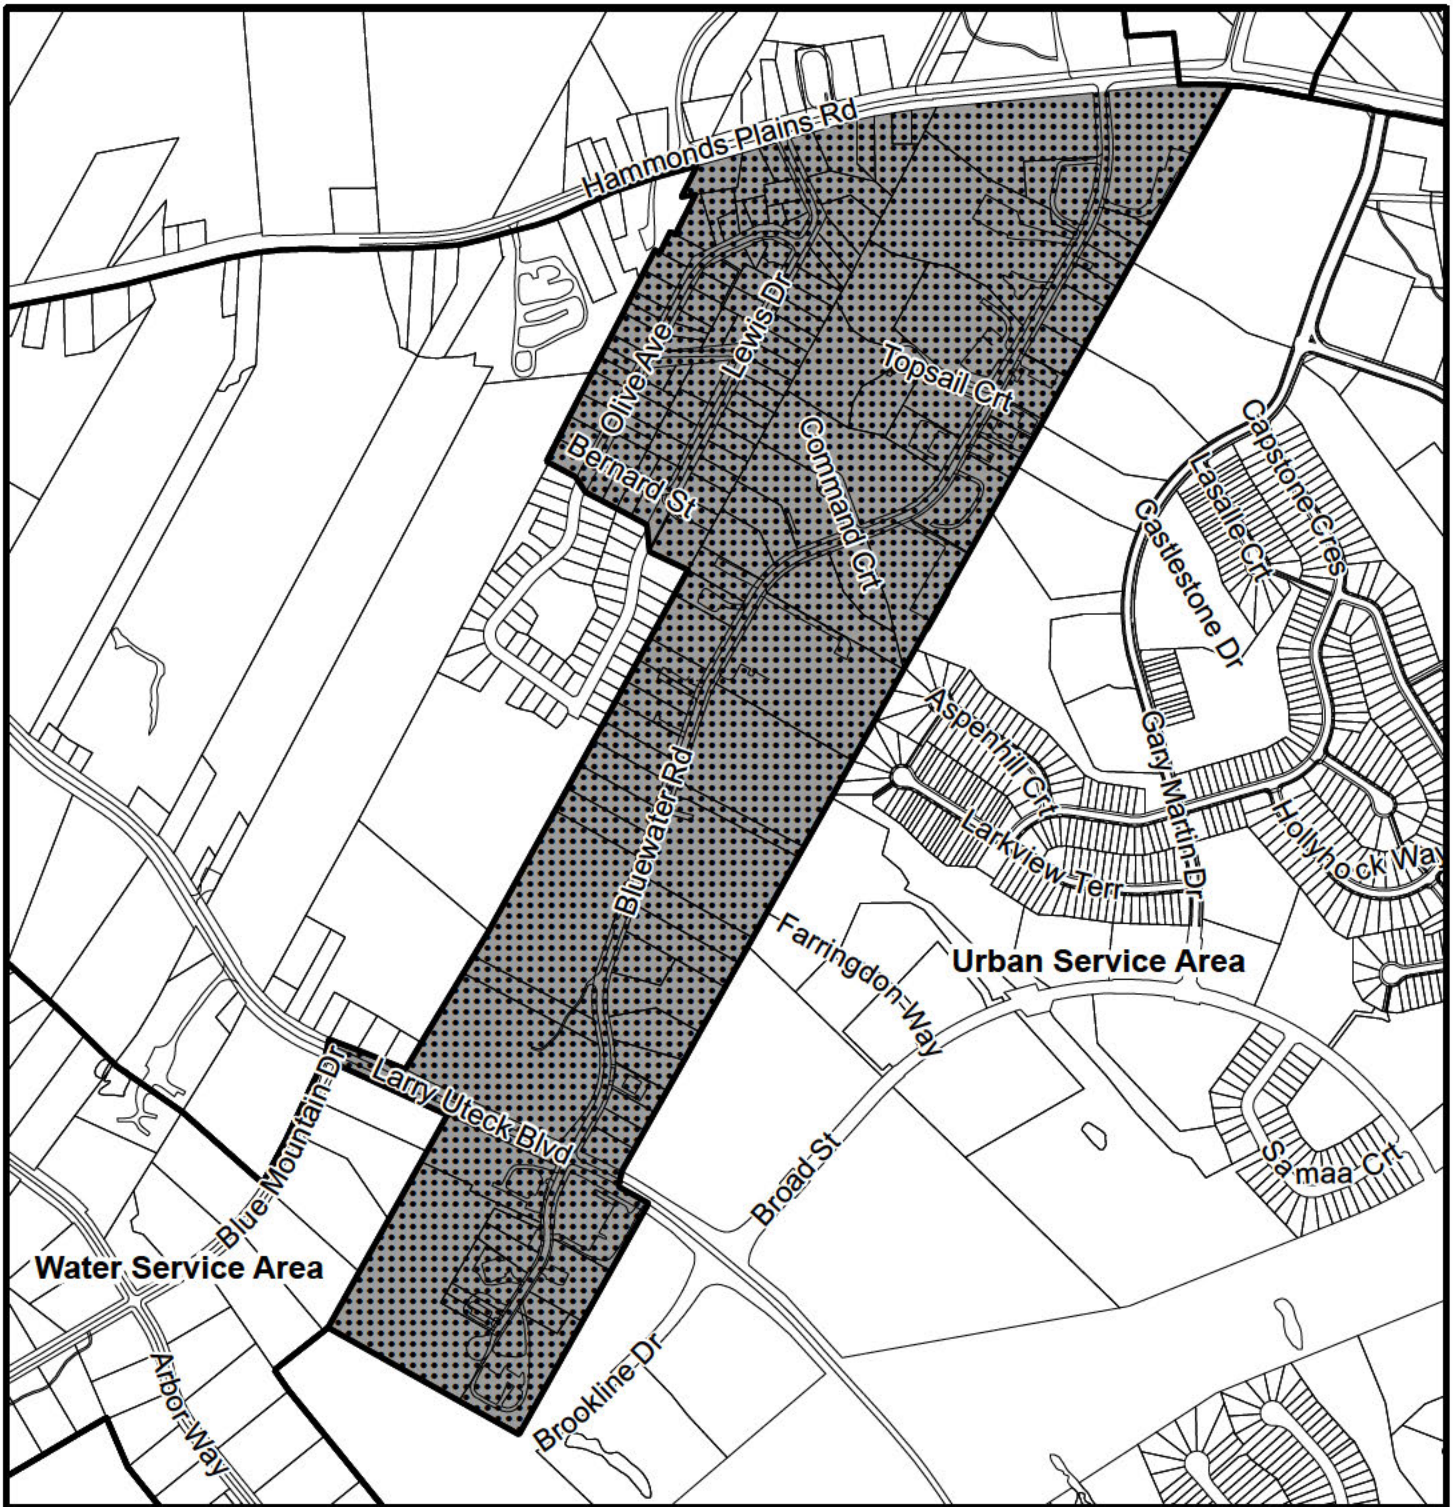 Hammonds Plains Rd
Lewis Dr
Olive Ave
Topsail Crt
Bernard St
Command Crt
Capstone Cres
Lasalle Crt
Castlestone Dr
Aspenhill Crt
Gary Martin Dr
Bluewater Rd
Larkview Terr
Hollyhock Way
Farringdon Way
Urban Service Area
Larry Uteck Blvd
Blue Mountain Dr
Broad St
Samaa Crt
Water Service Area
Arbor Way
Brookline Dr